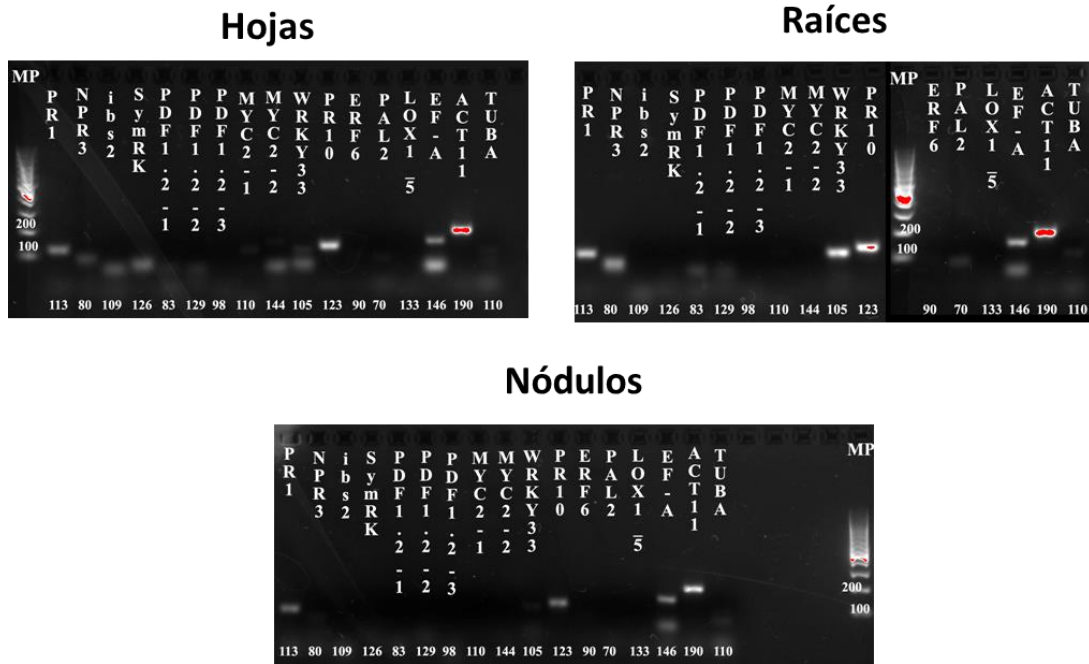 Hojas
MP PR1 NPR3 ibs2 SymRK PDF1.2-1 PDF1.2-2 PDF1.2-3 MYC2-1 MYC2-2 WRKY33 PR10 ERF6 PAL2 LOX1_5 EF-A ACT11 TUBA
200
100
113 80 109 126 83 129 98 110 144 105 123 90 70 133 146 190 110
Raíces
PR1 NPR3 ibs2 SymRK PDF1.2-1 PDF1.2-2 PDF1.2-3 MYC2-1 MYC2-2 WRKY33 PR10 MP ERF6 PAL2 LOX1_5 EF-A ACT11 TUBA
200
100
113 80 109 126 83 129 98 110 144 105 123 90 70 133 146 190 110
Nódulos
PR1 NPR3 ibs2 SymRK PDF1.2-1 PDF1.2-2 PDF1.2-3 MYC2-1 MYC2-2 WRKY33 PR10 ERF6 PAL2 LOX1_5 EF-A ACT11 TUBA MP
200
100
113 80 109 126 83 129 98 110 144 105 123 90 70 133 146 190 110